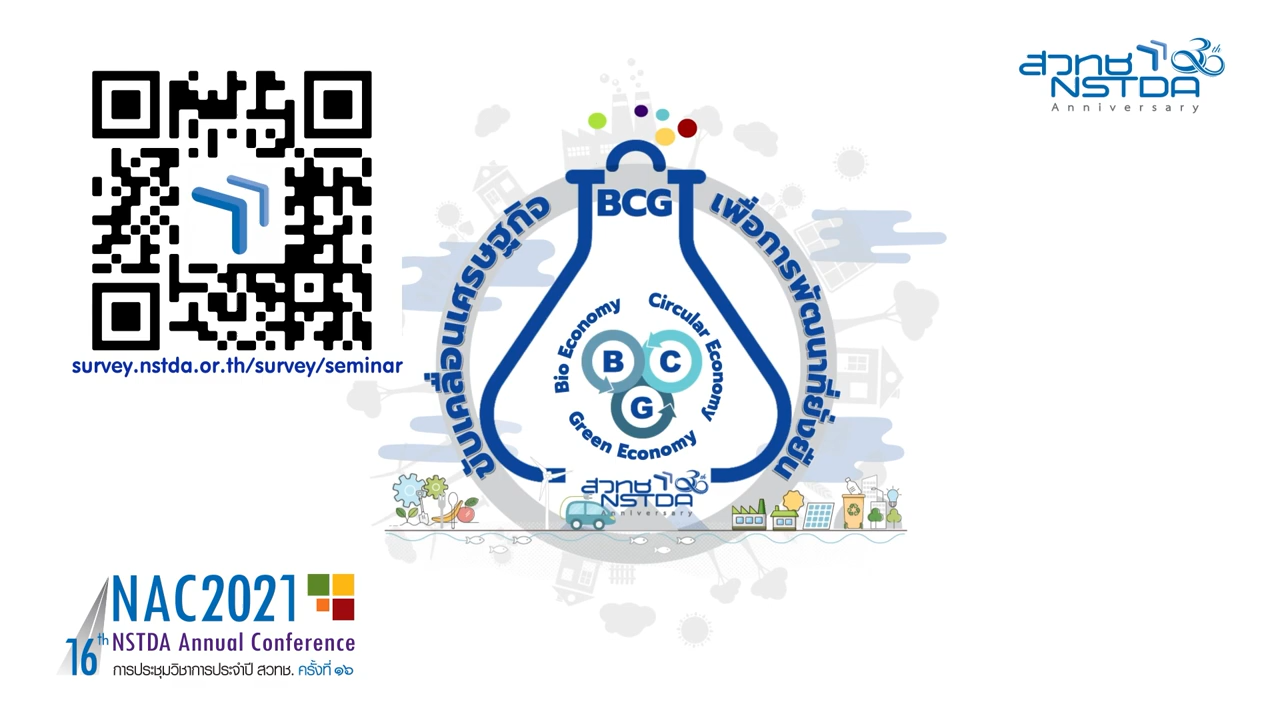 สวทช 30th
NSTDA
Anniversary
survey.nstda.or.th/survey/seminar
ขับเคลื่อนเศรษฐกิจ
BCG
เพื่อการพัฒนาที่ยั่งยืน
Bio Economy
Circular Economy
B
C
G
Green Economy
สวทช 30th
NSTDA
Anniversary
NAC2021
16th NSTDA Annual Conference
การประชุมวิชาการประจำปี สวทช. ครั้งที่ ๑๖